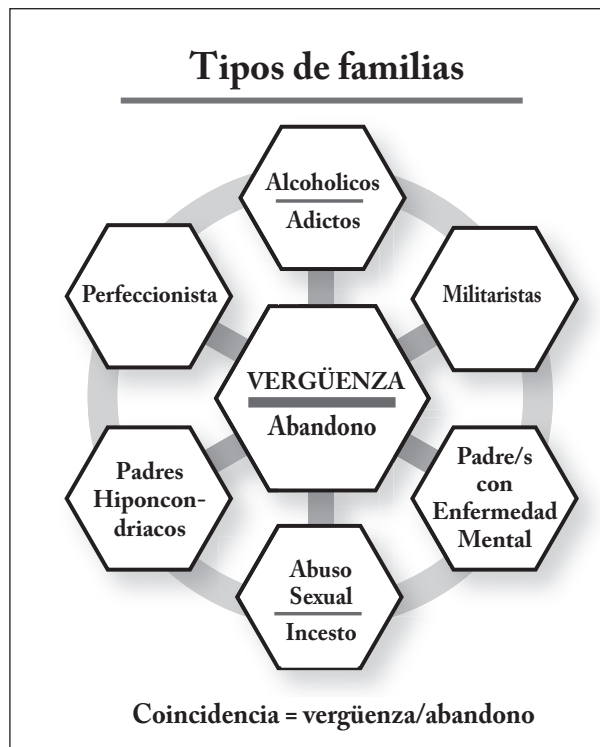 Tipos de familias
Alcoholicos
Adictos
Perfeccionista
Militaristas
VERGÜENZA
Abandono
Padres
Hiponcon-
driacos
Padre/s
con
Enfermedad
Mental
Abuso
Sexual
Incesto
Coincidencia = vergüenza/abandono